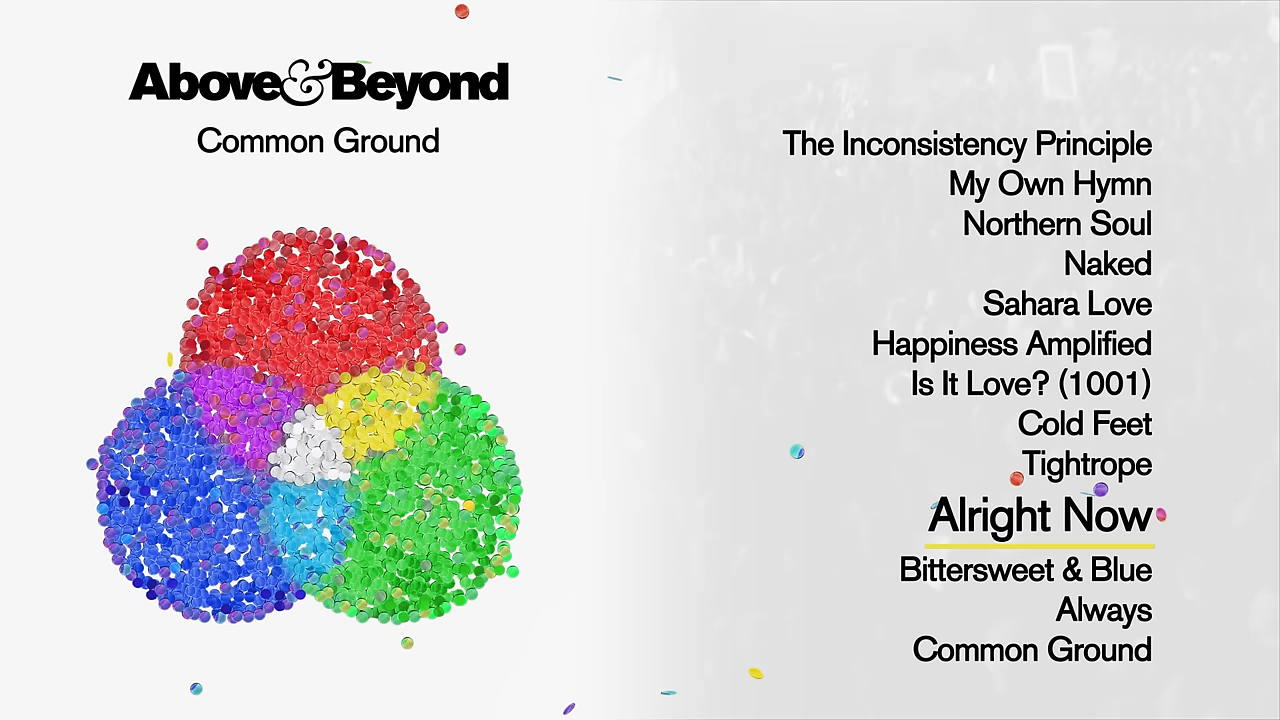 Above & Beyond
Common Ground
The Inconsistency Principle
My Own Hymn
Northern Soul
Naked
Sahara Love
Happiness Amplified
Is It Love? (1001)
Cold Feet
Tightrope
Alright Now
Bittersweet & Blue
Always
Common Ground